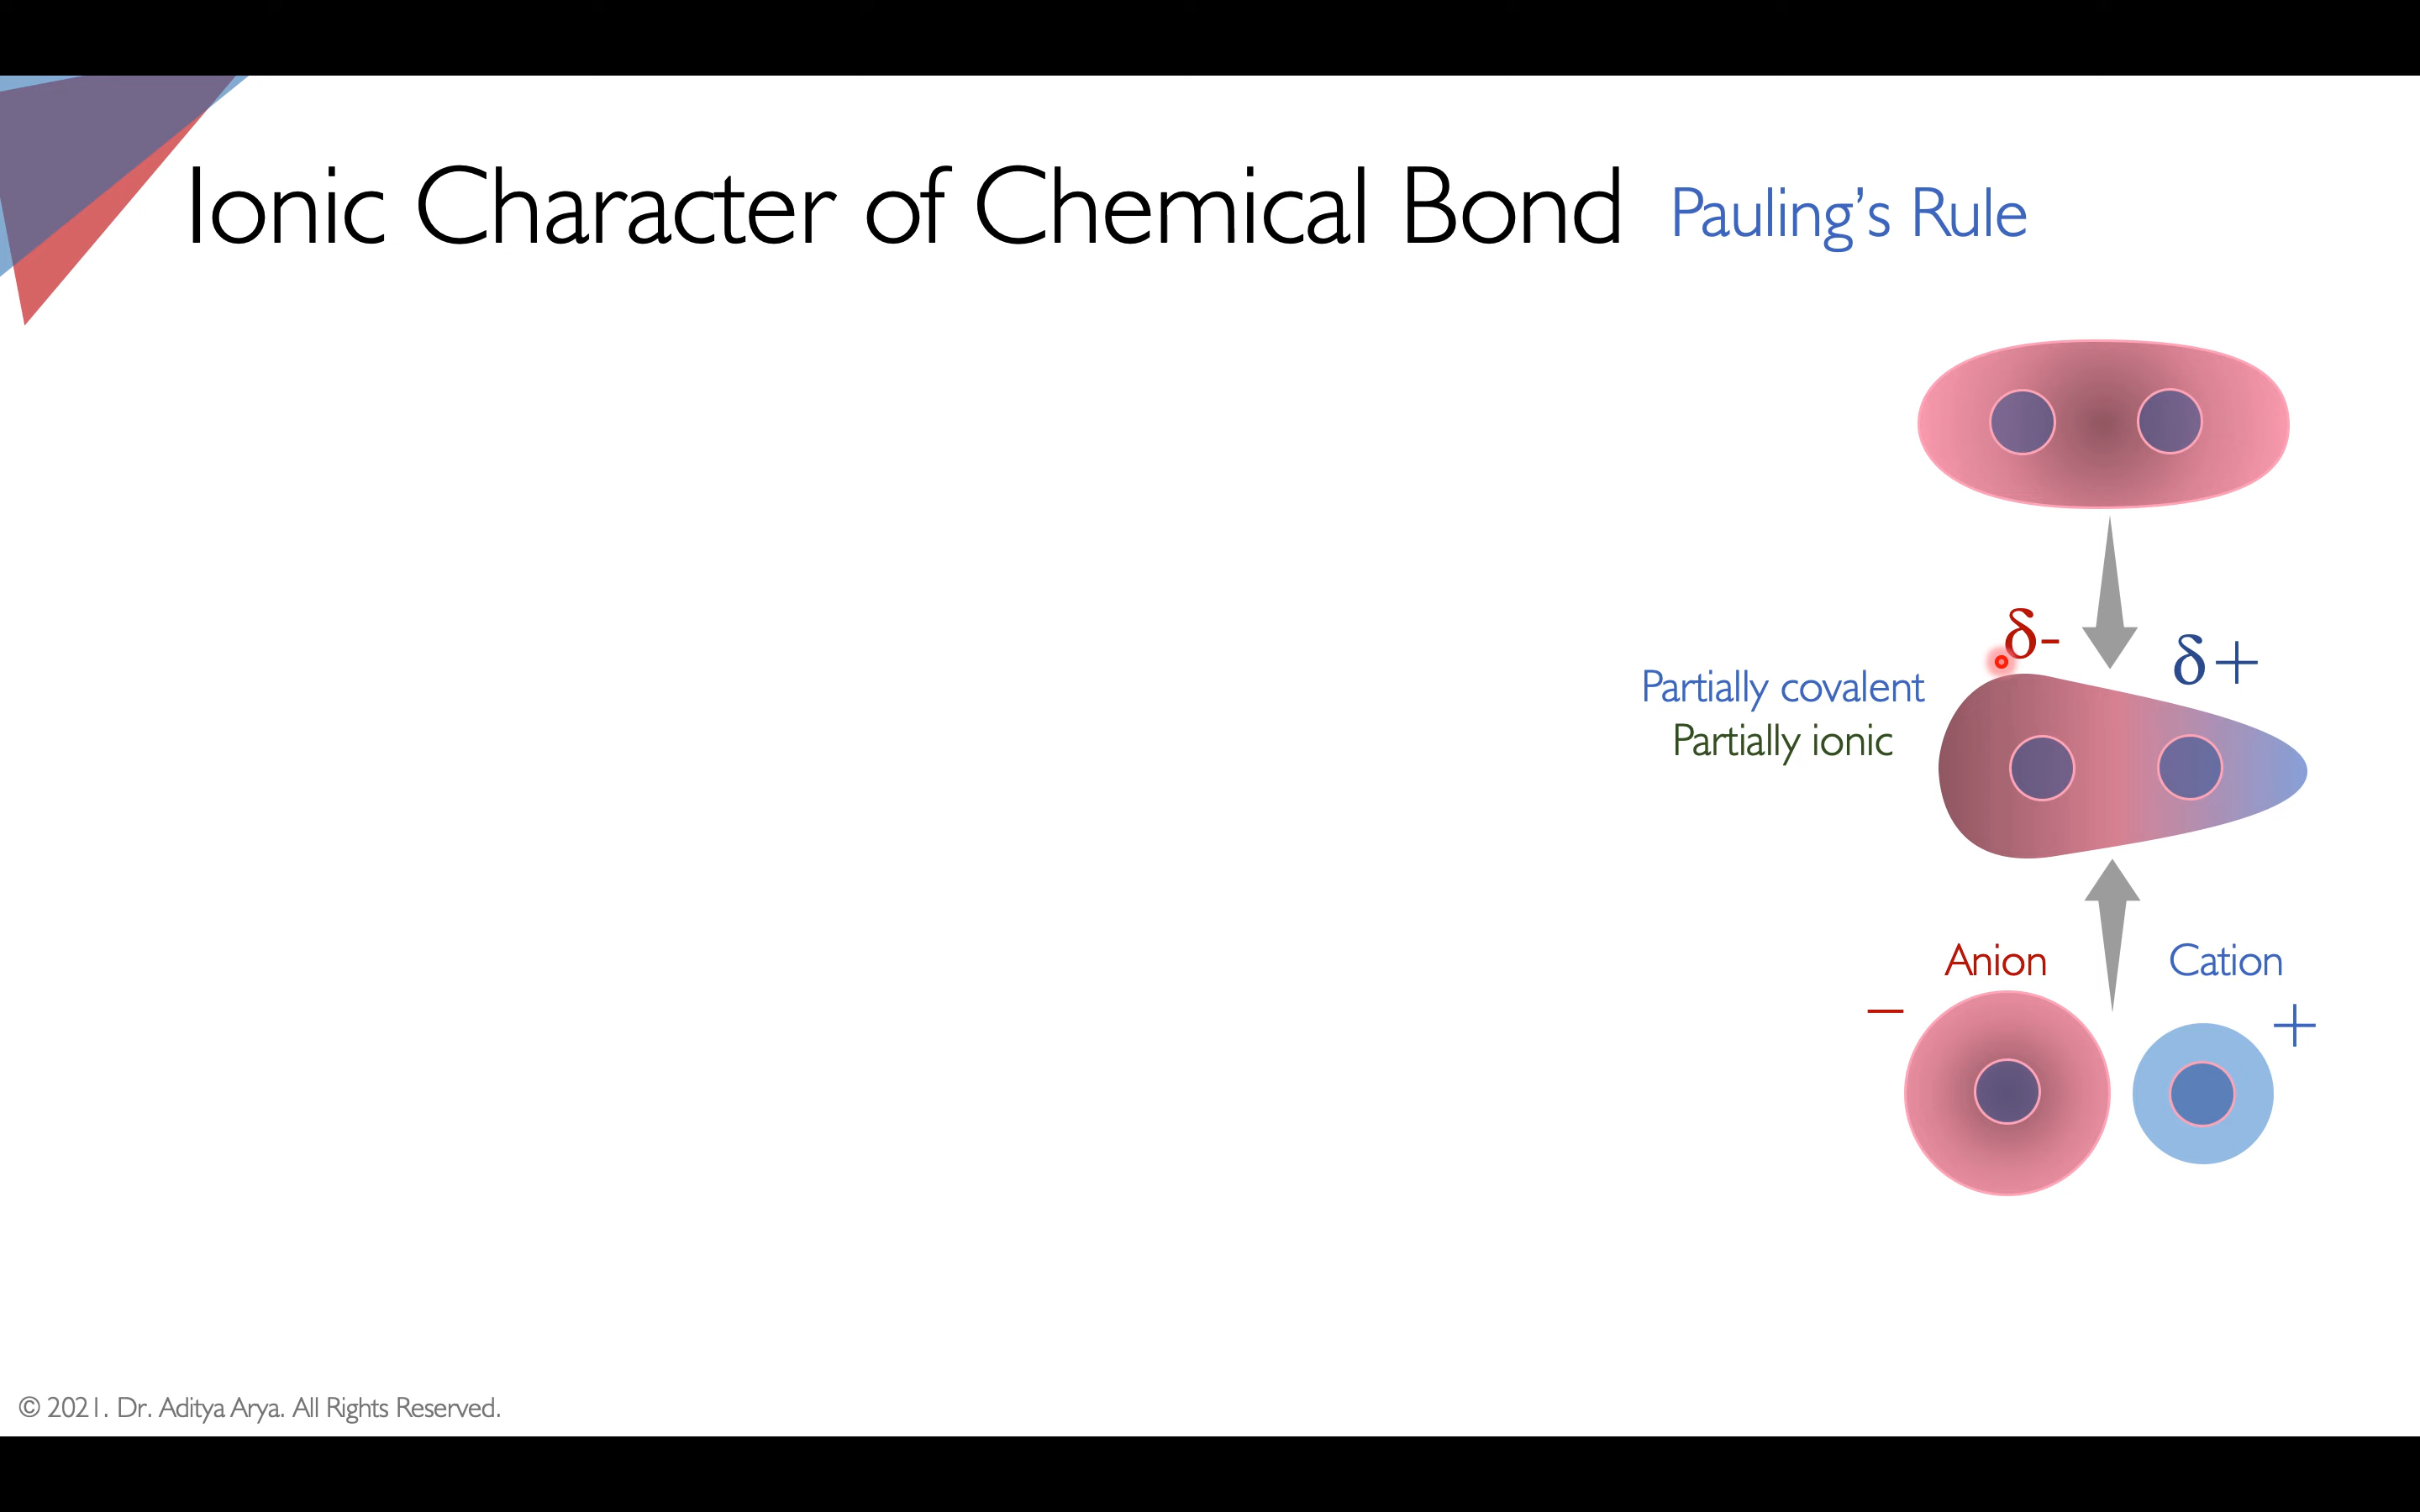 Ionic Character of Chemical Bond Pauling’s Rule
δ-
δ+
Partially covalent
Partially ionic
Anion
Cation
−
+
© 2021. Dr. Aditya Arya. All Rights Reserved.